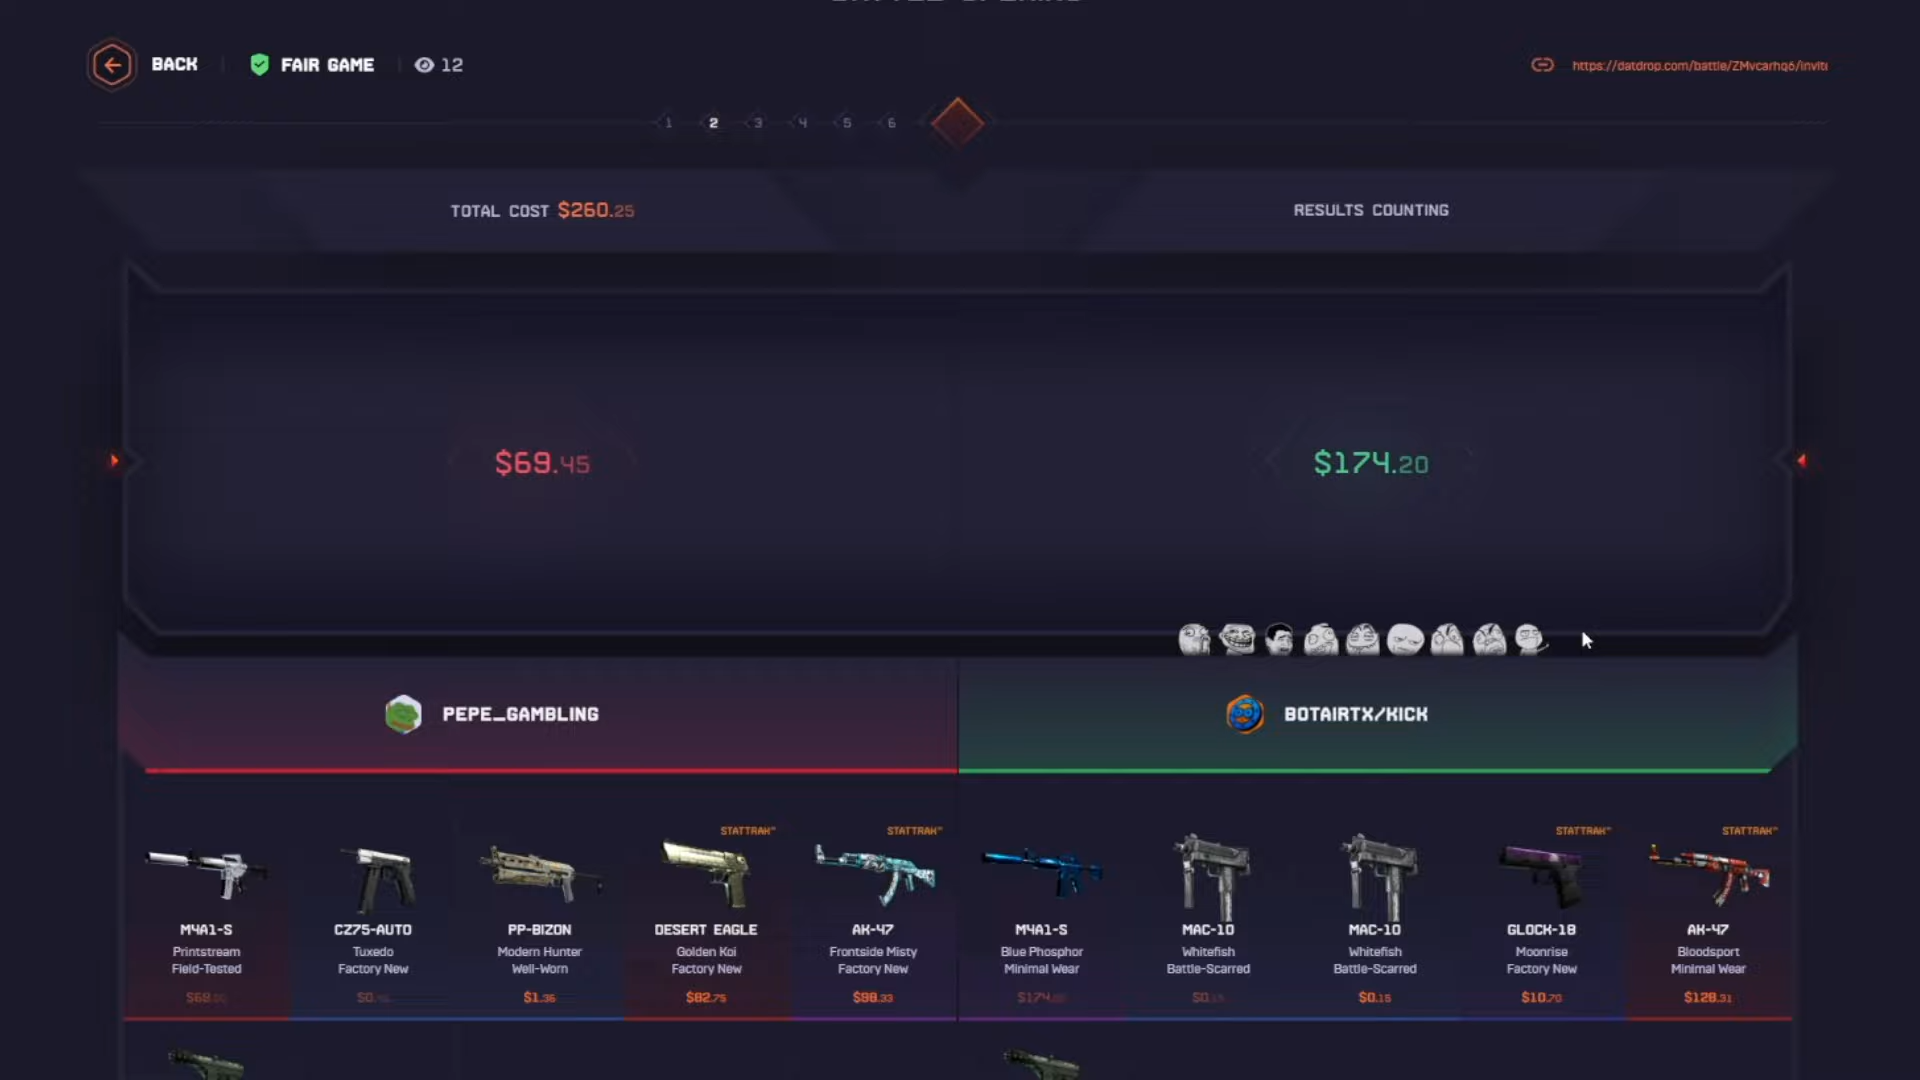 BACK
FAIR GAME
12
https://datdrop.com/battle/ZMvcarhq6/invit
1 2 3 4 5 6
TOTAL COST $260.25
RESULTS COUNTING
$69.45
$174.20
PEPE_GAMBLING
BOTAIRTX/KICK
STATTRAK™
STATTRAK™
STATTRAK™
STATTRAK™
M4A1-S
CZ75-AUTO
PP-BIZON
DESERT EAGLE
AK-47
M4A1-S
MAC-10
MAC-10
GLOCK-18
AK-47
Printstream
Tuxedo
Modern Hunter
Golden Koi
Frontside Misty
Blue Phosphor
Whitefish
Whitefish
Moonrise
Bloodsport
Field-Tested
Factory New
Well-Worn
Factory New
Factory New
Minimal Wear
Battle-Scarred
Battle-Scarred
Factory New
Minimal Wear
$1.36
$82.75
$98.33
$0.15
$10.70
$128.31